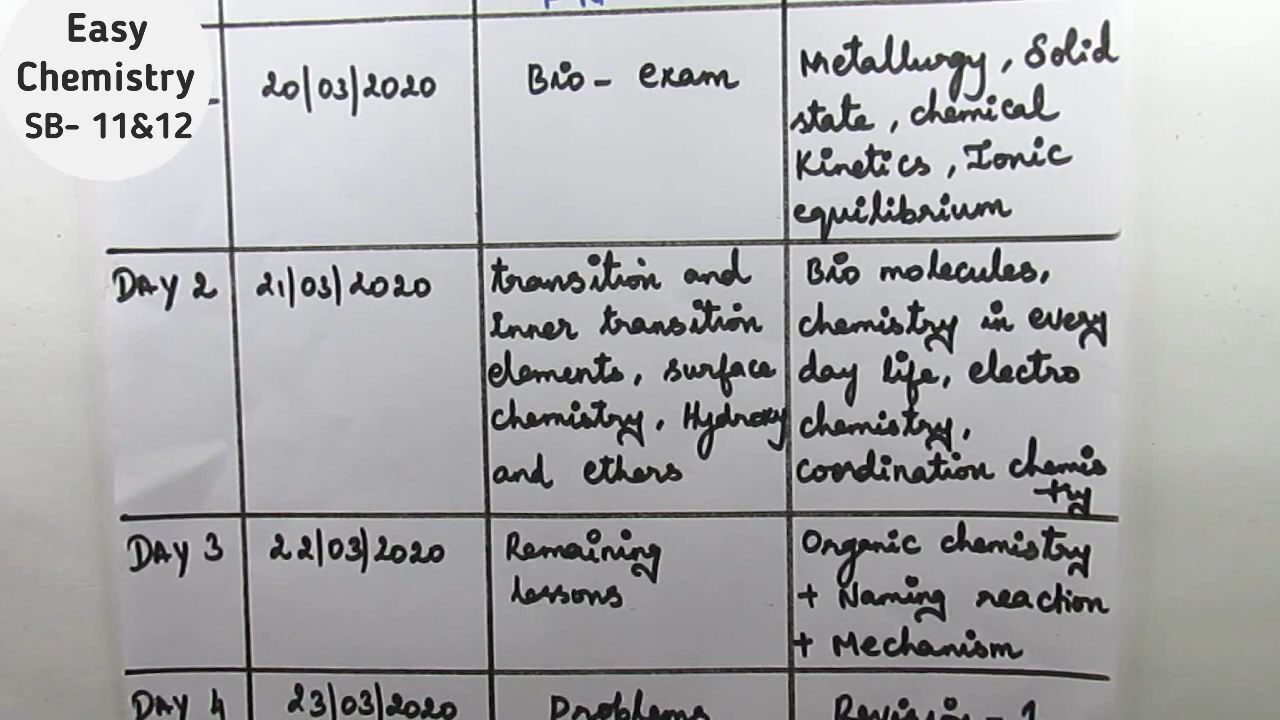 Easy
Chemistry
SB- 11&12
20/03/2020
Bio - exam
Metallurgy, Solid
state, chemical
Kinetics, Ionic
equilibrium
DAY 2
21/03/2020
transition and
Inner transition
elements, surface
chemistry, Hydroxy
and ethers
Bio molecules,
chemistry in every
day life, electro
chemistry,
coordination chemis
try
DAY 3
22/03/2020
Remaining
lessons
Organic chemistry
+ Naming reaction
+ Mechanism
DAY 4
23/03/2020
Problems
Revision - 1